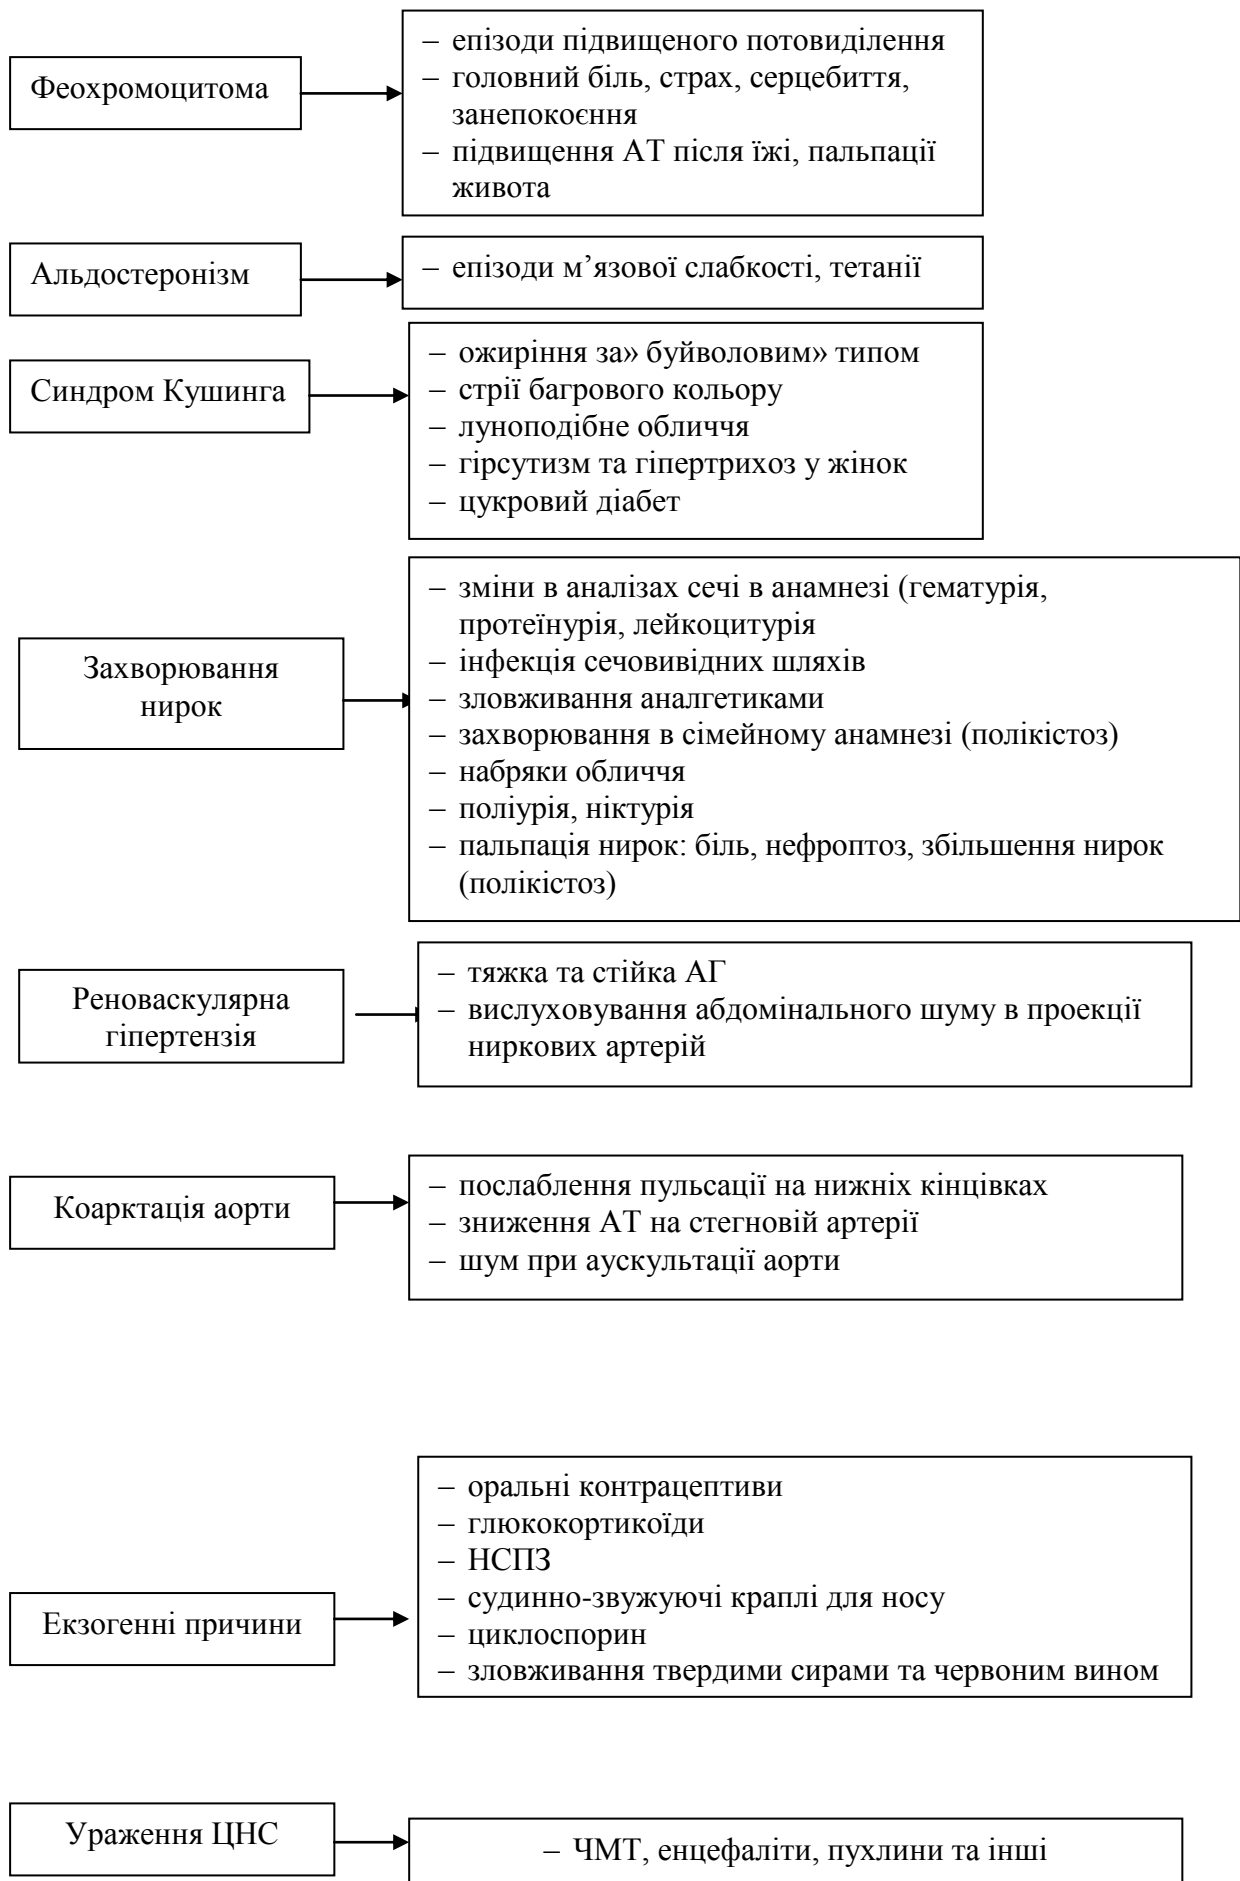 Феохромоцитома
– епізоди підвищеного потовиділення
– головний біль, страх, серцебиття,
занепокоєння
– підвищення АТ після їжі, пальпації
живота
Альдостеронізм
– епізоди м’язової слабкості, тетанії
Синдром Кушинга
– ожиріння за» буйволовим» типом
– стрії багрового кольору
– луноподібне обличчя
– гірсутизм та гіпертрихоз у жінок
– цукровий діабет
Захворювання
нирок
– зміни в аналізах сечі в анамнезі (гематурія,
протеїнурія, лейкоцитурія
– інфекція сечовивідних шляхів
– зловживання аналгетиками
– захворювання в сімейному анамнезі (полікістоз)
– набряки обличчя
– поліурія, ніктурія
– пальпація нирок: біль, нефроптоз, збільшення нирок
(полікістоз)
Реноваскулярна
гіпертензія
– тяжка та стійка АГ
– вислуховування абдомінального шуму в проекції
ниркових артерій
Коарктація аорти
– послаблення пульсації на нижніх кінцівках
– зниження АТ на стегновій артерії
– шум при аускультації аорти
Екзогенні причини
– оральні контрацептиви
– глюкокортикоїди
– НСПЗ
– судинно-звужуючі краплі для носу
– циклоспорин
– зловживання твердими сирами та червоним вином
Ураження ЦНС
– ЧМТ, енцефаліти, пухлини та інші